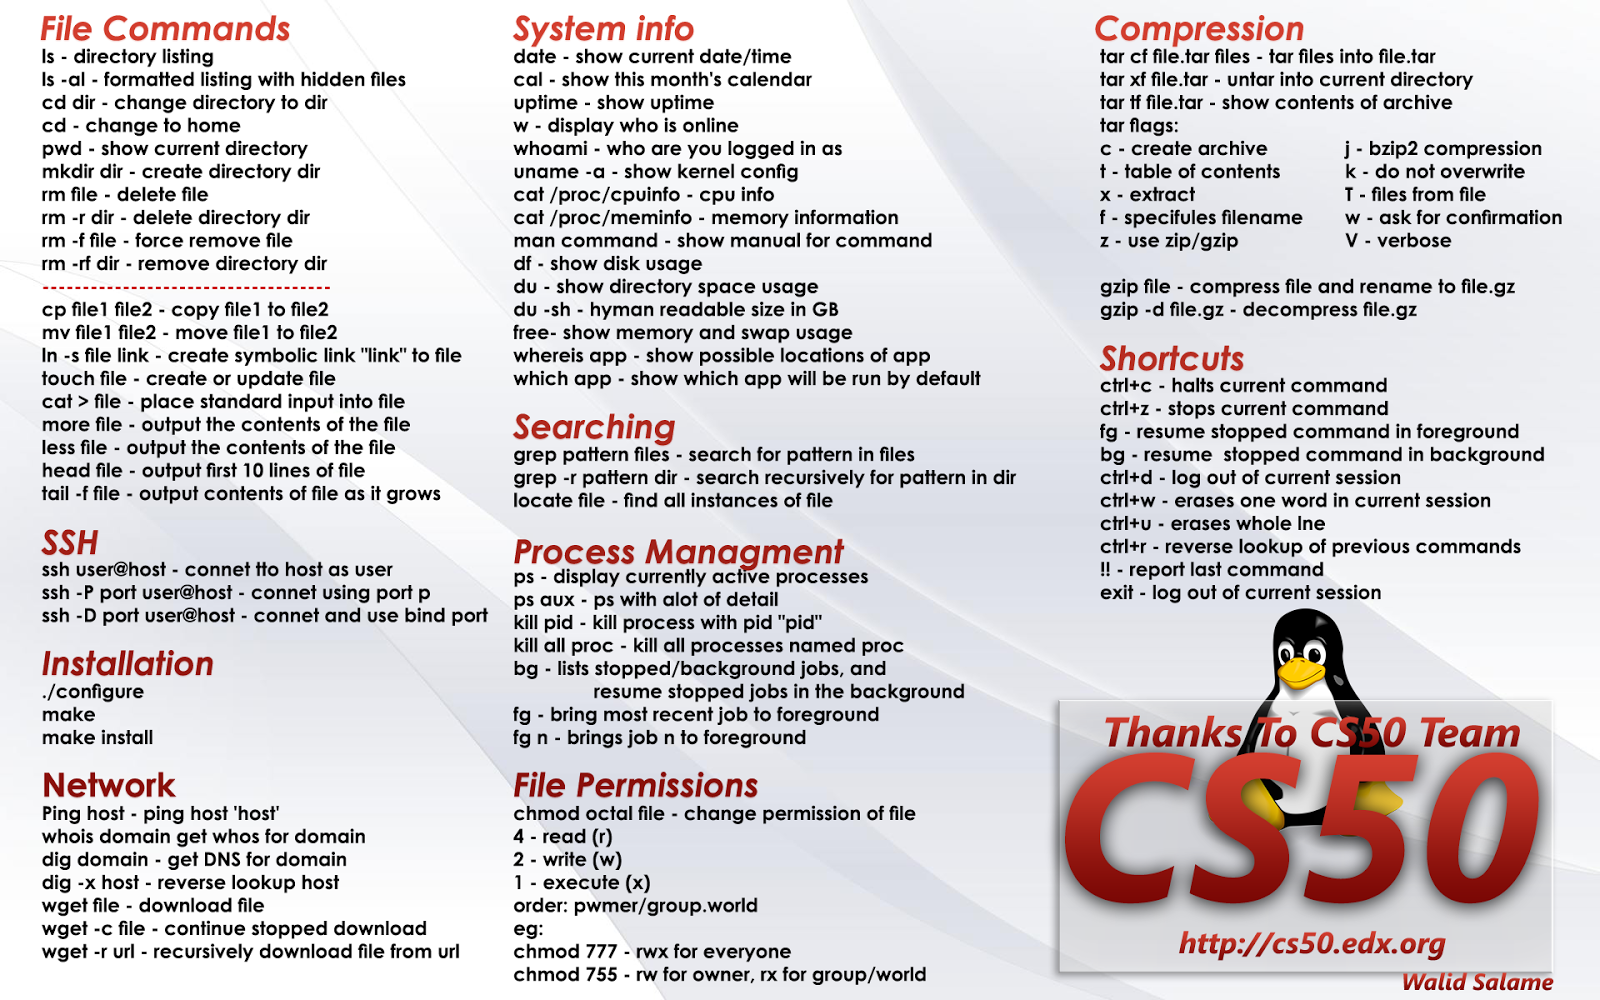 File Commands
ls - directory listing
ls -al - formatted listing with hidden files
cd dir - change directory to dir
cd - change to home
pwd - show current directory
mkdir dir - create directory dir
rm file - delete file
rm -r dir - delete directory dir
rm -f file - force remove file
rm -rf dir - remove directory dir
-----------------------------------
cp file1 file2 - copy file1 to file2
mv file1 file2 - move file1 to file2
ln -s file link - create symbolic link "link" to file
touch file - create or update file
cat > file - place standard input into file
more file - output the contents of the file
less file - output the contents of the file
head file - output first 10 lines of file
tail -f file - output contents of file as it grows
SSH
ssh user@host - connet tto host as user
ssh -P port user@host - connet using port p
ssh -D port user@host - connet and use bind port
Installation
./configure
make
make install
Network
Ping host - ping host 'host'
whois domain get whos for domain
dig domain - get DNS for domain
dig -x host - reverse lookup host
wget file - download file
wget -c file - continue stopped download
wget -r url - recursively download file from url
System info
date - show current date/time
cal - show this month's calendar
uptime - show uptime
w - display who is online
whoami - who are you logged in as
uname -a - show kernel config
cat /proc/cpuinfo - cpu info
cat /proc/meminfo - memory information
man command - show manual for command
df - show disk usage
du - show directory space usage
du -sh - hyman readable size in GB
free- show memory and swap usage
whereis app - show possible locations of app
which app - show which app will be run by default
Searching
grep pattern files - search for pattern in files
grep -r pattern dir - search recursively for pattern in dir
locate file - find all instances of file
Process Managment
ps - display currently active processes
ps aux - ps with alot of detail
kill pid - kill process with pid "pid"
kill all proc - kill all processes named proc
bg - lists stopped/background jobs, and
resume stopped jobs in the background
fg - bring most recent job to foreground
fg n - brings job n to foreground
File Permissions
chmod octal file - change permission of file
4 - read (r)
2 - write (w)
1 - execute (x)
order: pwmer/group.world
eg:
chmod 777 - rwx for everyone
chmod 755 - rw for owner, rx for group/world
Compression
tar cf file.tar files - tar files into file.tar
tar xf file.tar - untar into current directory
tar tf file.tar - show contents of archive
tar flags:
c - create archive
t - table of contents
x - extract
f - specifules filename
z - use zip/gzip
j - bzip2 compression
k - do not overwrite
T - files from file
w - ask for confirmation
V - verbose
gzip file - compress file and rename to file.gz
gzip -d file.gz - decompress file.gz
Shortcuts
ctrl+c - halts current command
ctrl+z - stops current command
fg - resume stopped command in foreground
bg - resume  stopped command in background
ctrl+d - log out of current session
ctrl+w - erases one word in current session
ctrl+u - erases whole lne
ctrl+r - reverse lookup of previous commands
!! - report last command
exit - log out of current session
Thanks To CS50 Team
CS50
http://cs50.edx.org
Walid Salame